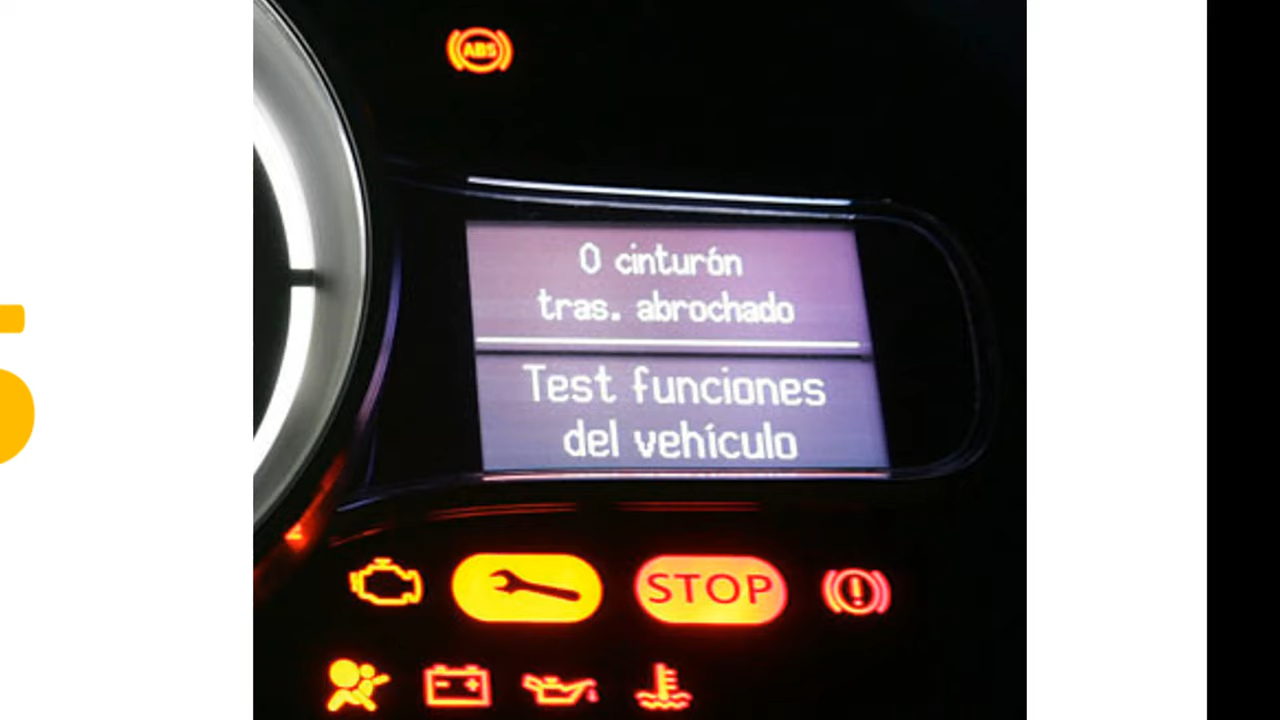 ABS
0 cinturón
tras. abrochado
Test funciones
del vehículo
STOP